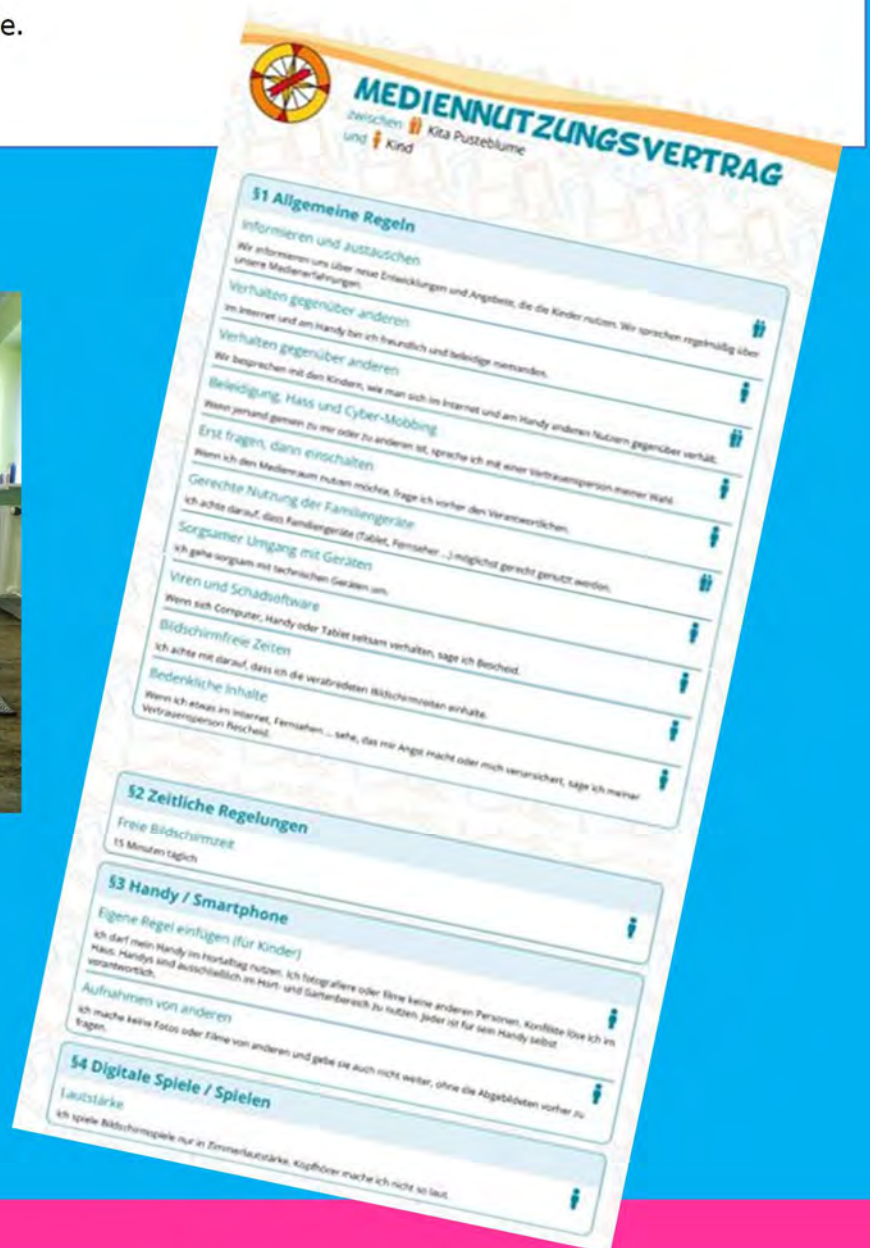 e.
MEDIENNUTZUNGSVERTRAG
zwischen Kita Pusteblume
und Kind
§1 Allgemeine Regeln
Informieren und austauschen
Wir informieren uns über neue Entwicklungen und Angebote, die die Kinder nutzen. Wir sprechen regelmäßig über
unsere Medienerfahrungen.
Verhalten gegenüber anderen
Im Internet und am Handy bin ich freundlich und beleidige niemanden.
Verhalten gegenüber anderen
Wir besprechen mit den Kindern, wie man sich im Internet und am Handy anderen Nutzern gegenüber verhält.
Beleidigung, Hass und Cyber-Mobbing
Wenn jemand gemein zu mir oder zu anderen ist, spreche ich mit einer Vertrauensperson meiner Wahl.
Erst fragen, dann einschalten
Wenn ich den Medienraum nutzen möchte, frage ich vorher den Verantwortlichen.
Gerechte Nutzung der Familiengeräte
Ich achte darauf, dass Familiengeräte (Tablet, Fernseher ...) möglichst gerecht genutzt werden.
Sorgsamer Umgang mit Geräten
Ich gehe sorgsam mit technischen Geräten um.
Viren und Schadsoftware
Wenn sich Computer, Handy oder Tablet seltsam verhalten, sage ich Bescheid.
Bildschirmfreie Zeiten
Ich achte mit darauf, dass ich die verabredeten Bildschirmzeiten einhalte.
Bedenkliche Inhalte
Wenn ich etwas im Internet, Fernsehen ... sehe, das mir Angst macht oder mich verunsichert, sage ich meiner
Vertrauensperson Bescheid.
§2 Zeitliche Regelungen
Freie Bildschirmzeit
15 Minuten täglich
§3 Handy / Smartphone
Eigene Regel einfügen (für Kinder)
Ich darf mein Handy im Hortalltag nutzen. Ich fotografiere oder filme keine anderen Personen. Konflikte löse ich im
Haus. Handys sind ausschließlich im Hort- und Gartenbereich zu nutzen. Jeder ist für sein Handy selbst
verantwortlich.
Aufnahmen von anderen
Ich mache keine Fotos oder Filme von anderen und gebe sie auch nicht weiter, ohne die Abgebildeten vorher zu
fragen.
§4 Digitale Spiele / Spielen
Lautstärke
Ich spiele Bildschirmspiele nur in Zimmerlautstärke. Kopfhörer mache ich nicht so laut.